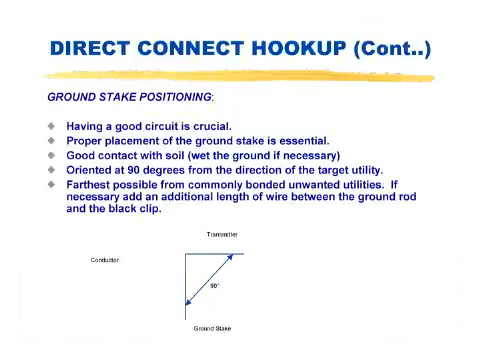 DIRECT CONNECT HOOKUP (Cont..)
GROUND STAKE POSITIONING:
Having a good circuit is crucial.
Proper placement of the ground stake is essential.
Good contact with soil (wet the ground if necessary)
Oriented at 90 degrees from the direction of the target utility.
Farthest possible from commonly bonded unwanted utilities. If
necessary add an additional length of wire between the ground rod
and the black clip.
Transmitter
Conductor
90°
Ground Stake